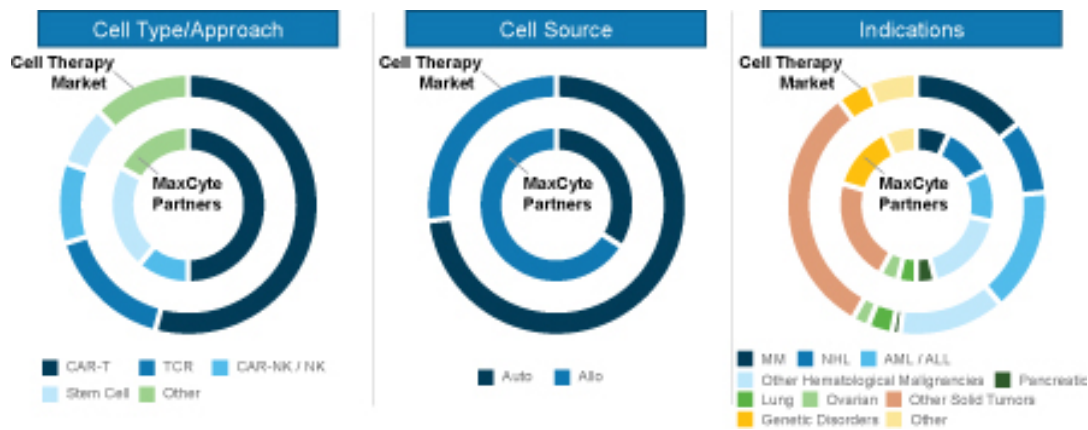 Cell Type/Approach
Cell Therapy
Market
MaxCyte
Partners
CAR-T TCR CAR-NK / NK
Stem Cell Other
Cell Source
Cell Therapy
Market
MaxCyte
Partners
Auto Allo
Indications
Cell Therapy
Market
MaxCyte
Partners
MM NHL AML / ALL
Other Hematological Malignancies Pancreatic
Lung Ovarian Other Solid Tumors
Genetic Disorders Other